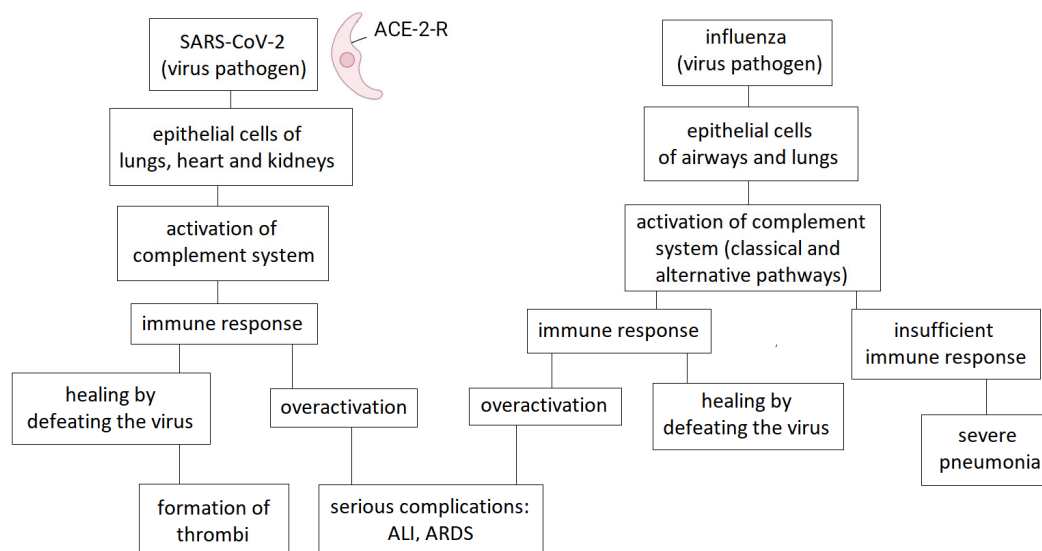 SARS-CoV-2
(virus pathogen)
ACE-2-R
epithelial cells of
lungs, heart and kidneys
activation of
complement system
immune response
healing by
defeating the virus
overactivation
formation of
thrombi
serious complications:
ALI, ARDS
influenza
(virus pathogen)
epithelial cells
of airways and lungs
activation of complement
system (classical and
alternative pathways)
immune response
insufficient
immune response
overactivation
healing by
defeating the virus
severe
pneumonia